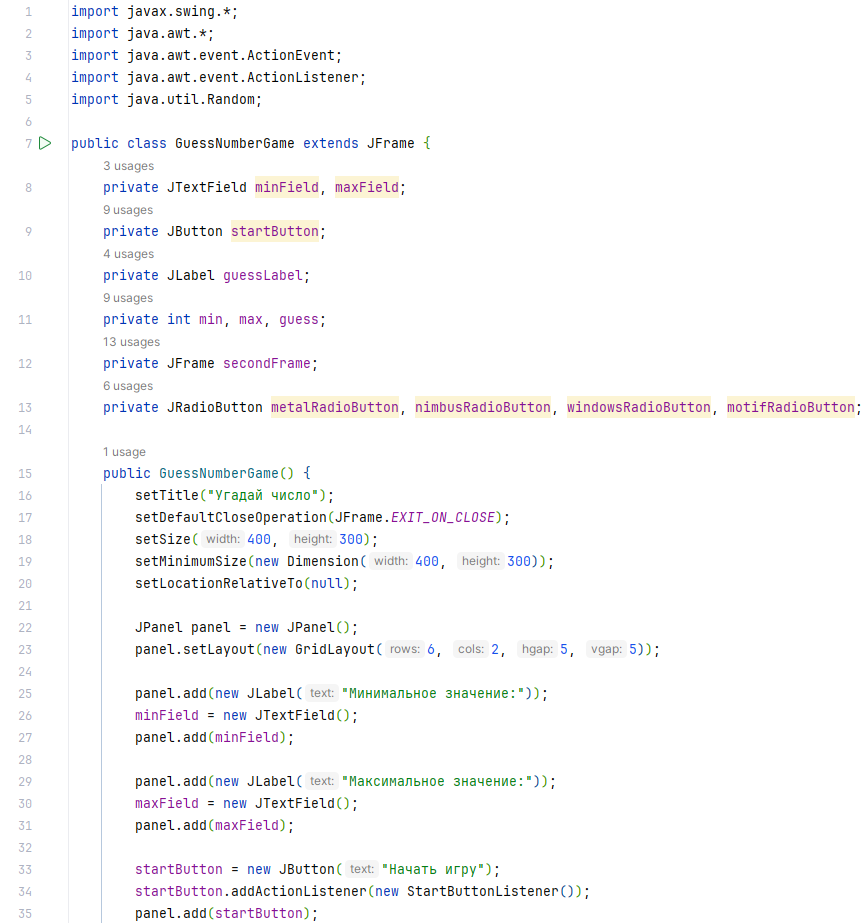 1 import javax.swing.*;
2 import java.awt.*;
3 import java.awt.event.ActionEvent;
4 import java.awt.event.ActionListener;
5 import java.util.Random;
6
7 public class GuessNumberGame extends JFrame {
3 usages
8 private JTextField minField, maxField;
9 usages
9 private JButton startButton;
4 usages
10 private JLabel guessLabel;
9 usages
11 private int min, max, guess;
13 usages
12 private JFrame secondFrame;
6 usages
13 private JRadioButton metalRadioButton, nimbusRadioButton, windowsRadioButton, motifRadioButton;
14
1 usage
15 public GuessNumberGame() {
16 setTitle("Угадай число");
17 setDefaultCloseOperation(JFrame.EXIT_ON_CLOSE);
18 setSize( width: 400, height: 300);
19 setMinimumSize(new Dimension( width: 400, height: 300));
20 setLocationRelativeTo(null);
21
22 JPanel panel = new JPanel();
23 panel.setLayout(new GridLayout( rows: 6, cols: 2, hgap: 5, vgap: 5));
24
25 panel.add(new JLabel( text: "Минимальное значение:"));
26 minField = new JTextField();
27 panel.add(minField);
28
29 panel.add(new JLabel( text: "Максимальное значение:"));
30 maxField = new JTextField();
31 panel.add(maxField);
32
33 startButton = new JButton( text: "Начать игру");
34 startButton.addActionListener(new StartButtonListener());
35 panel.add(startButton);